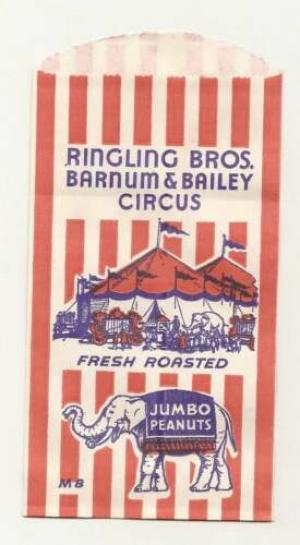 RINGLING BROS.
BARNUM & BAILEY
CIRCUS
FRESH ROASTED
JUMBO
PEANUTS
MB